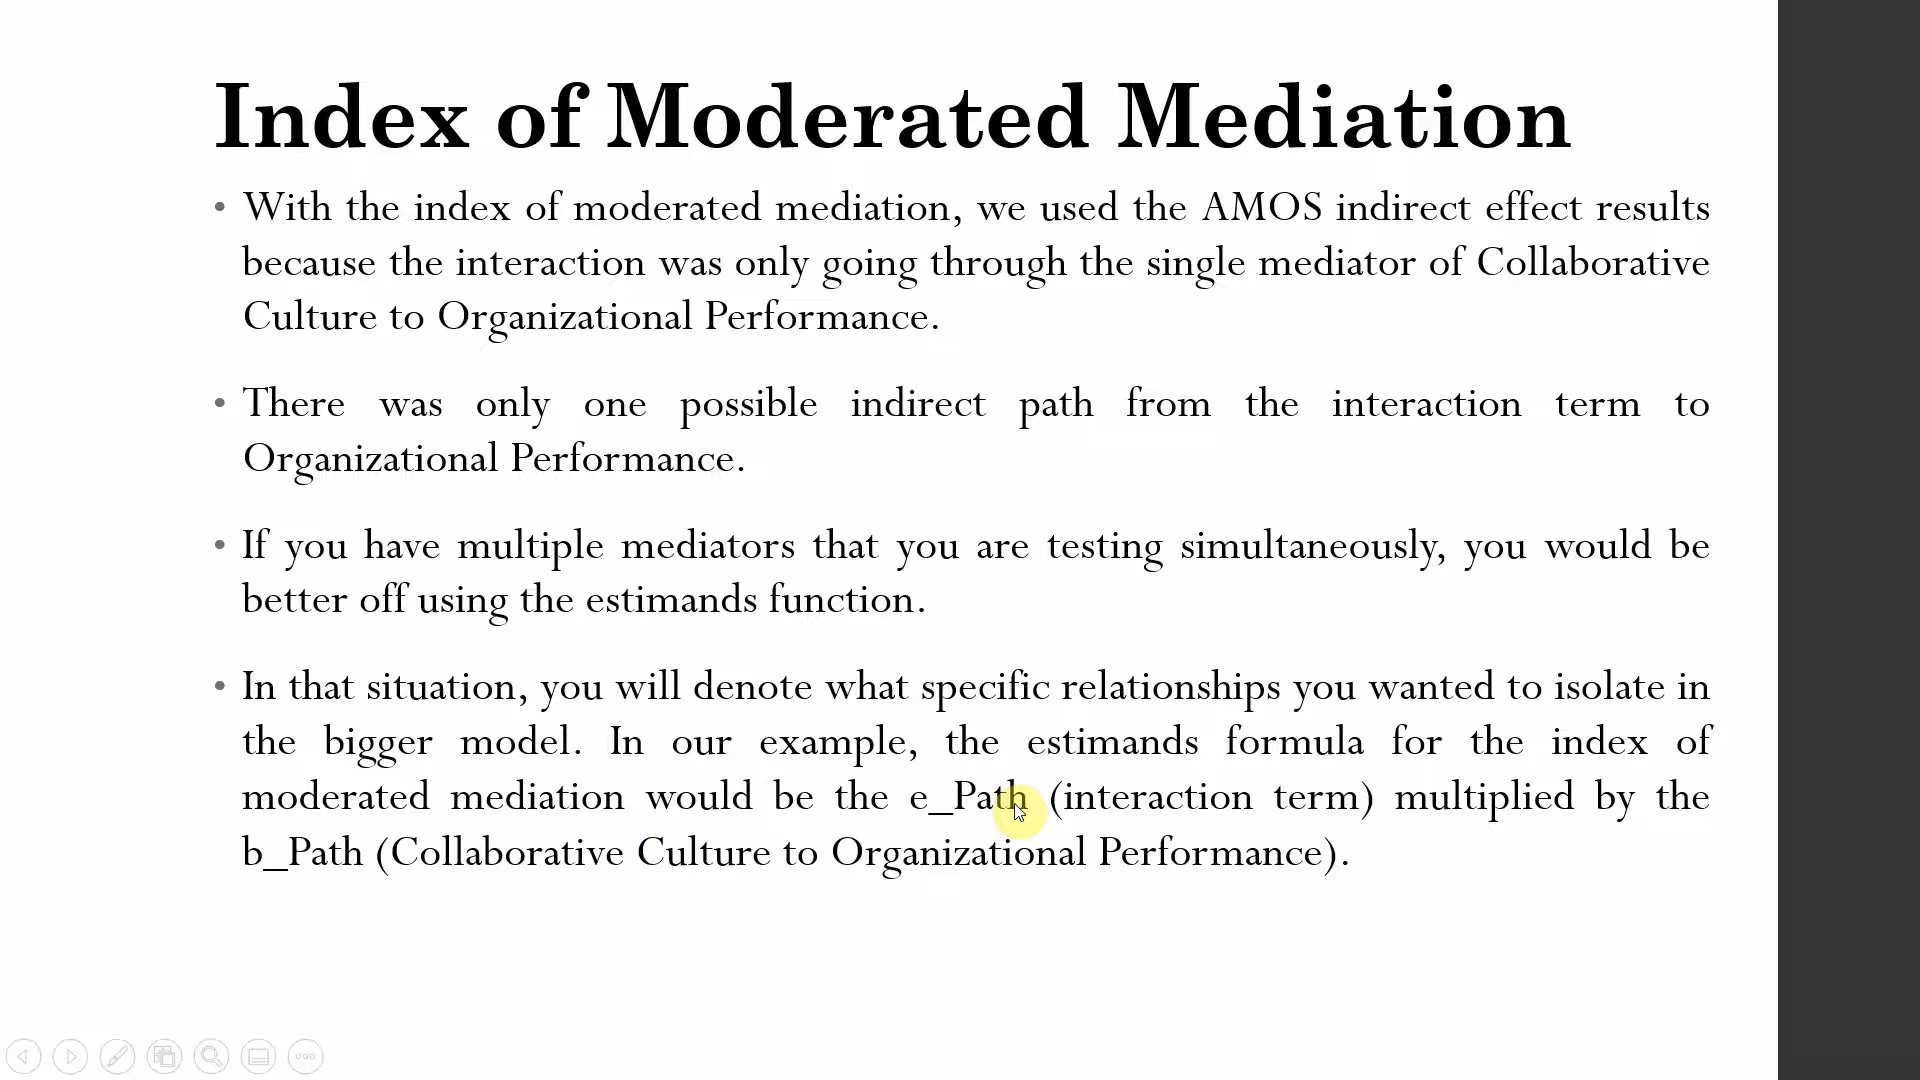 Index of Moderated Mediation
• With the index of moderated mediation, we used the AMOS indirect effect results
because the interaction was only going through the single mediator of Collaborative
Culture to Organizational Performance.
• There was only one possible indirect path from the interaction term to
Organizational Performance.
• If you have multiple mediators that you are testing simultaneously, you would be
better off using the estimands function.
• In that situation, you will denote what specific relationships you wanted to isolate in
the bigger model. In our example, the estimands formula for the index of
moderated mediation would be the e_Path (interaction term) multiplied by the
b_Path (Collaborative Culture to Organizational Performance).